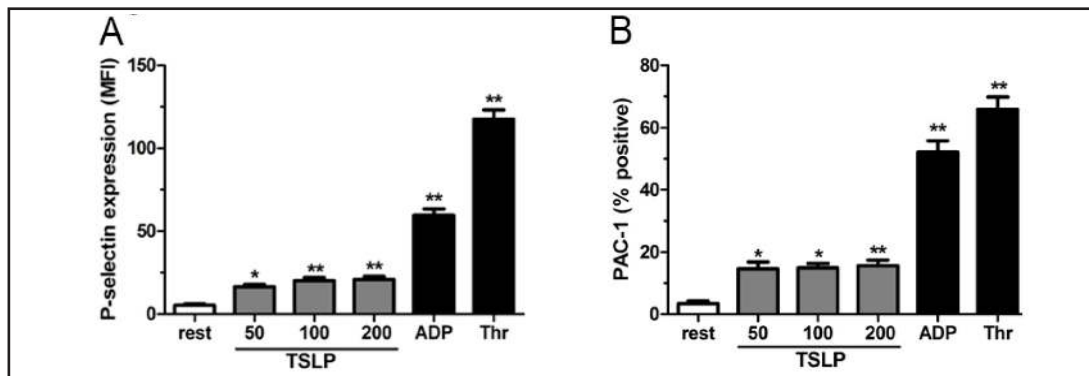 A
P-selectin expression (MFI)
150
100
50
0
*
**
**
**
**
rest
50
100
200
ADP
Thr
TSLP
B
PAC-1 (% positive)
80
60
40
20
0
*
*
**
**
**
rest
50
100
200
ADP
Thr
TSLP